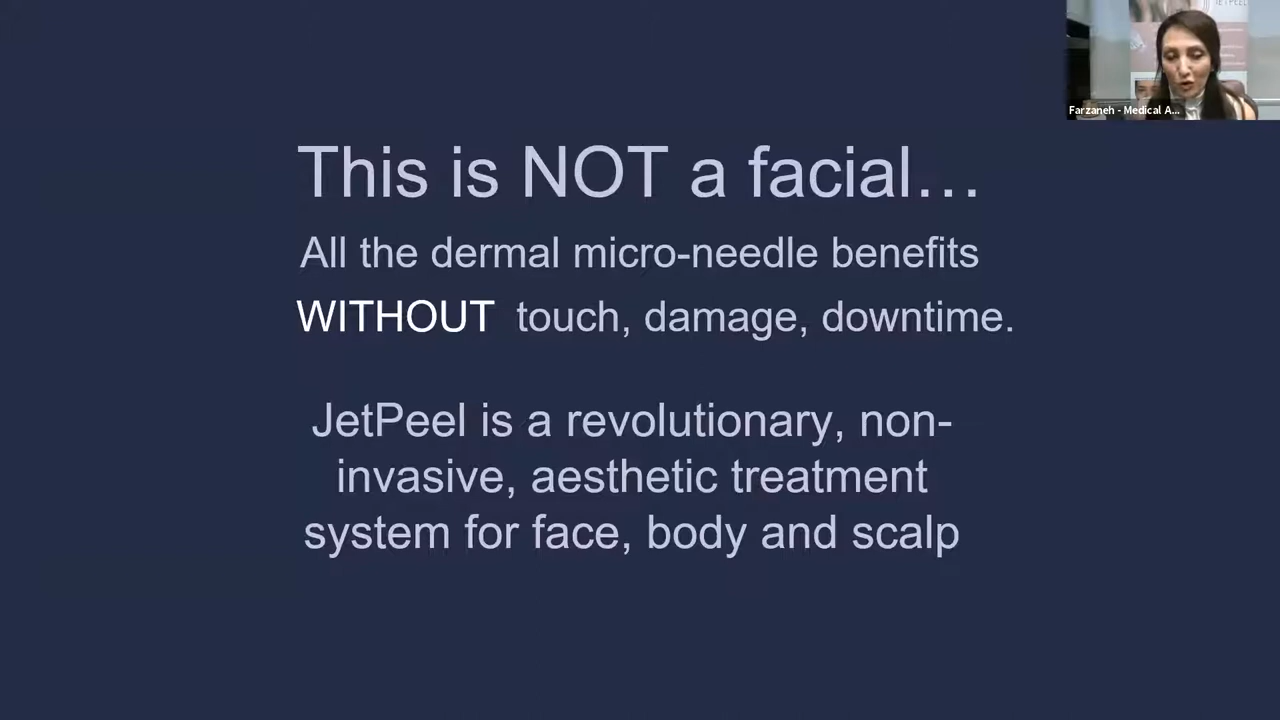 JETPEEL
Farzaneh - Medical A...
This is NOT a facial…
All the dermal micro-needle benefits
WITHOUT touch, damage, downtime.
JetPeel is a revolutionary, non-
invasive, aesthetic treatment
system for face, body and scalp